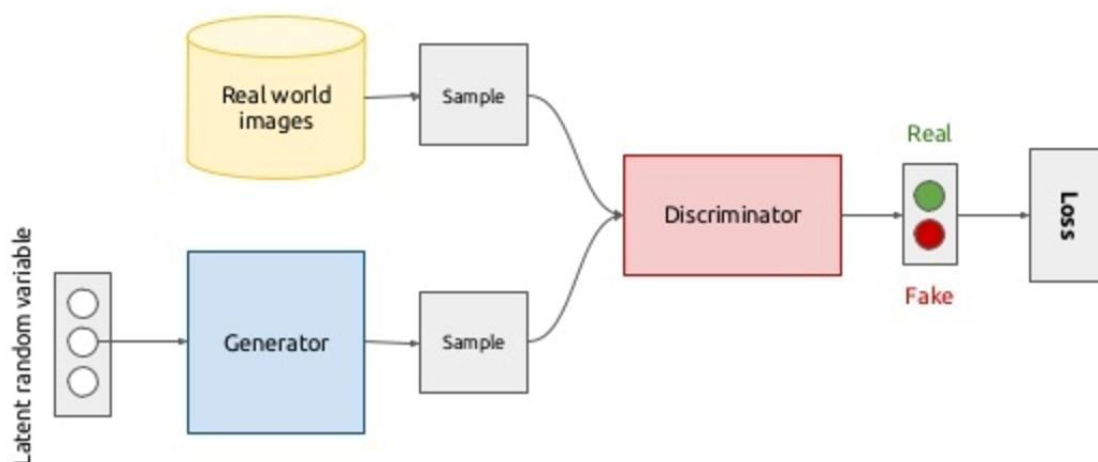 Real world
images
Sample
Real
Discriminator
Loss
Fake
Latent random variable
Generator
Sample